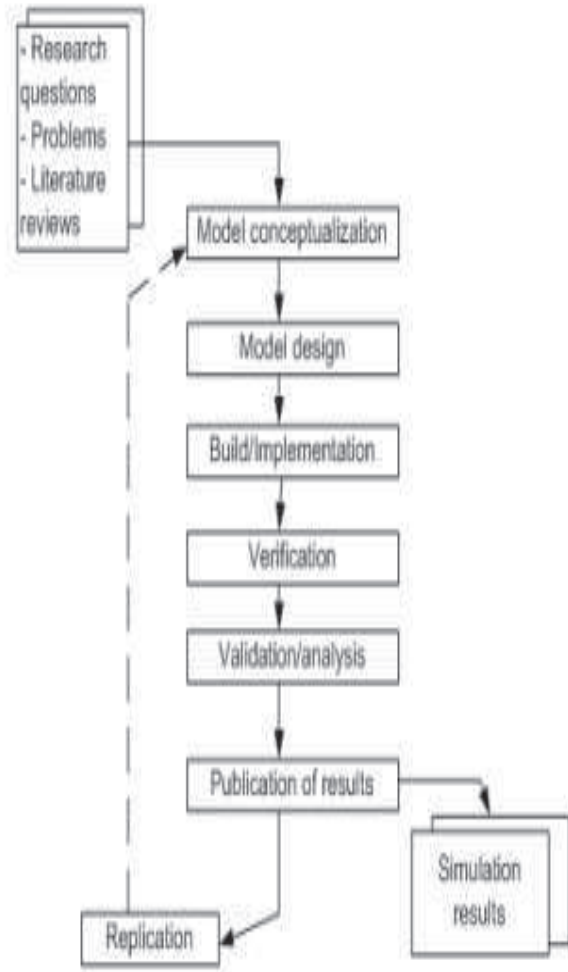 - Research
questions
- Problems
- Literature
reviews
Model conceptualization
Model design
Build/Implementation
Verification
Validation/analysis
Publication of results
Simulation
results
Replication